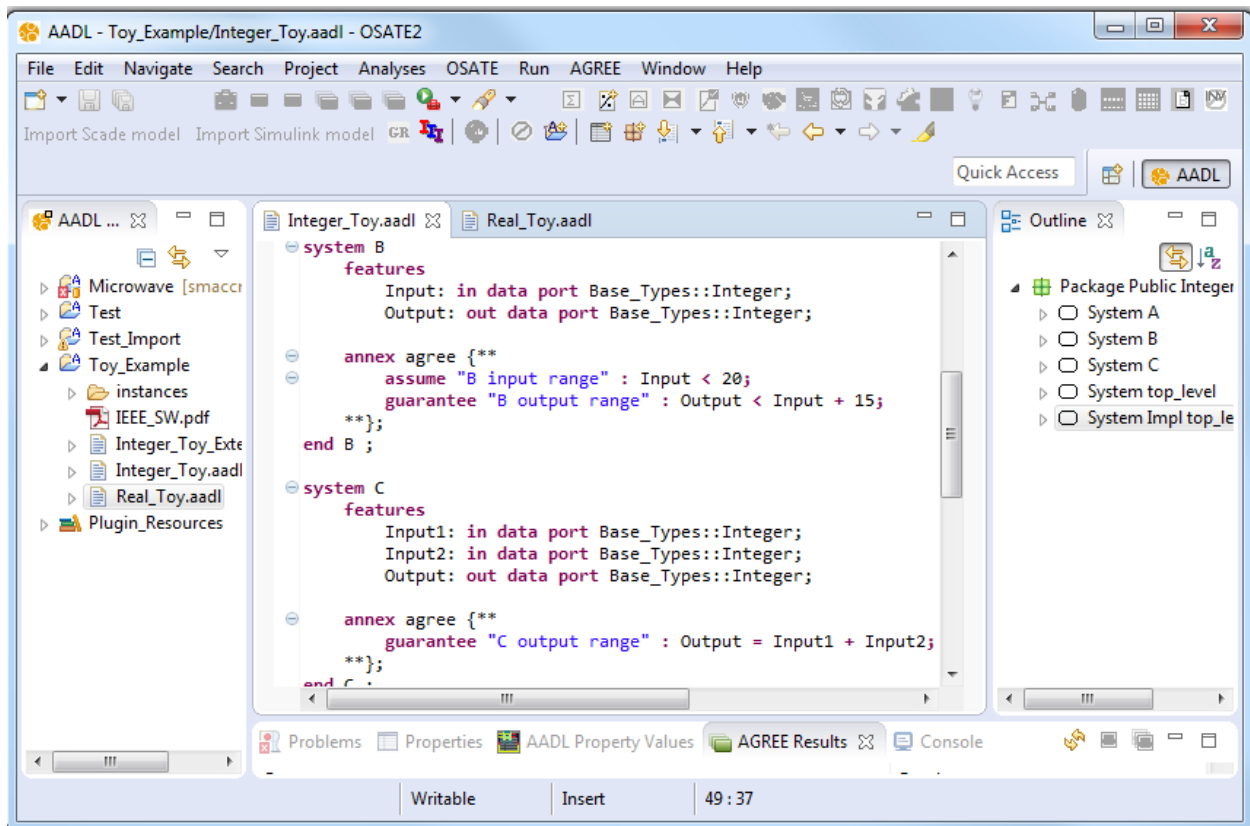 AADL - Toy_Example/Integer_Toy.aadl - OSATE2
File Edit Navigate Search Project Analyses OSATE Run AGREE Window Help
Import Scade model Import Simulink model GR
Quick Access AADL
AADL ...
Microwave [smaccr
Test
Test_Import
Toy_Example
instances
IEEE_SW.pdf
Integer_Toy_Exte
Integer_Toy.aadl
Real_Toy.aadl
Plugin_Resources
Integer_Toy.aadl Real_Toy.aadl
system B
features
Input: in data port Base_Types::Integer;
Output: out data port Base_Types::Integer;
annex agree {**
assume "B input range" : Input < 20;
guarantee "B output range" : Output < Input + 15;
**};
end B ;
system C
features
Input1: in data port Base_Types::Integer;
Input2: in data port Base_Types::Integer;
Output: out data port Base_Types::Integer;
annex agree {**
guarantee "C output range" : Output = Input1 + Input2;
**};
end C ;
Outline
Package Public Integer
System A
System B
System C
System top_level
System Impl top_le
Problems Properties AADL Property Values AGREE Results Console
Writable Insert 49 : 37